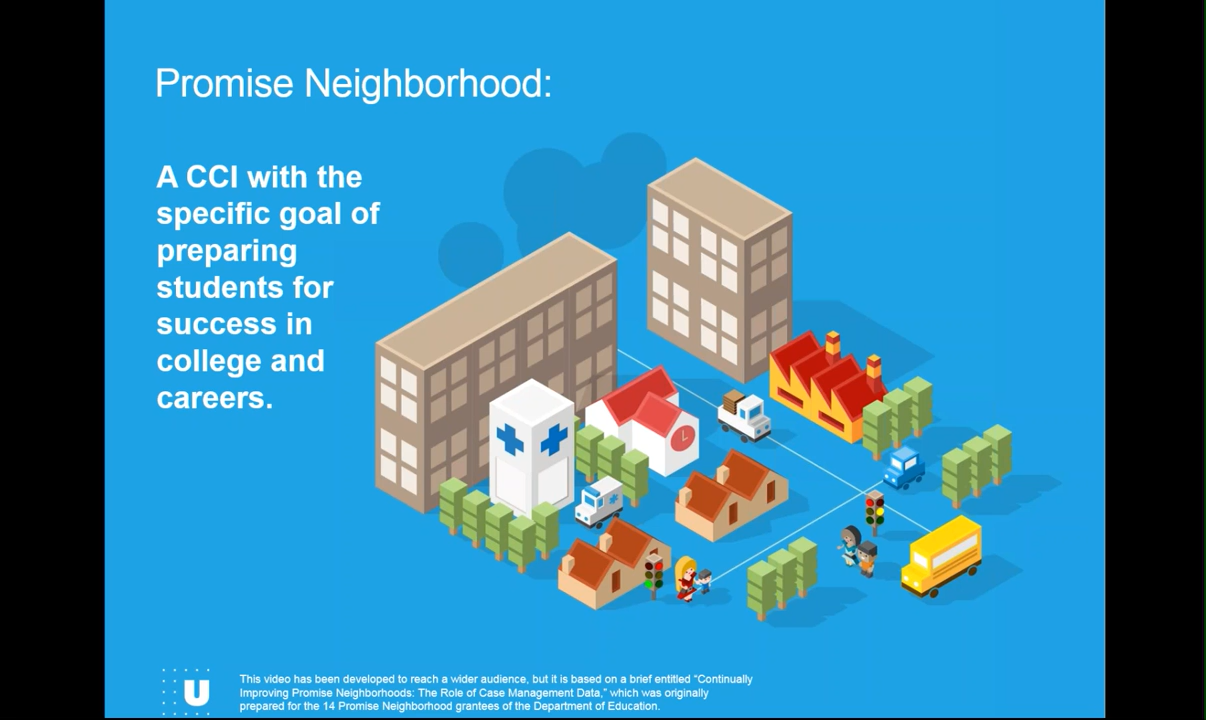 Promise Neighborhood:
A CCI with the
specific goal of
preparing
students for
success in
college and
careers.
U
This video has been developed to reach a wider audience, but it is based on a brief entitled “Continually
Improving Promise Neighborhoods: The Role of Case Management Data,” which was originally
prepared for the 14 Promise Neighborhood grantees of the Department of Education.